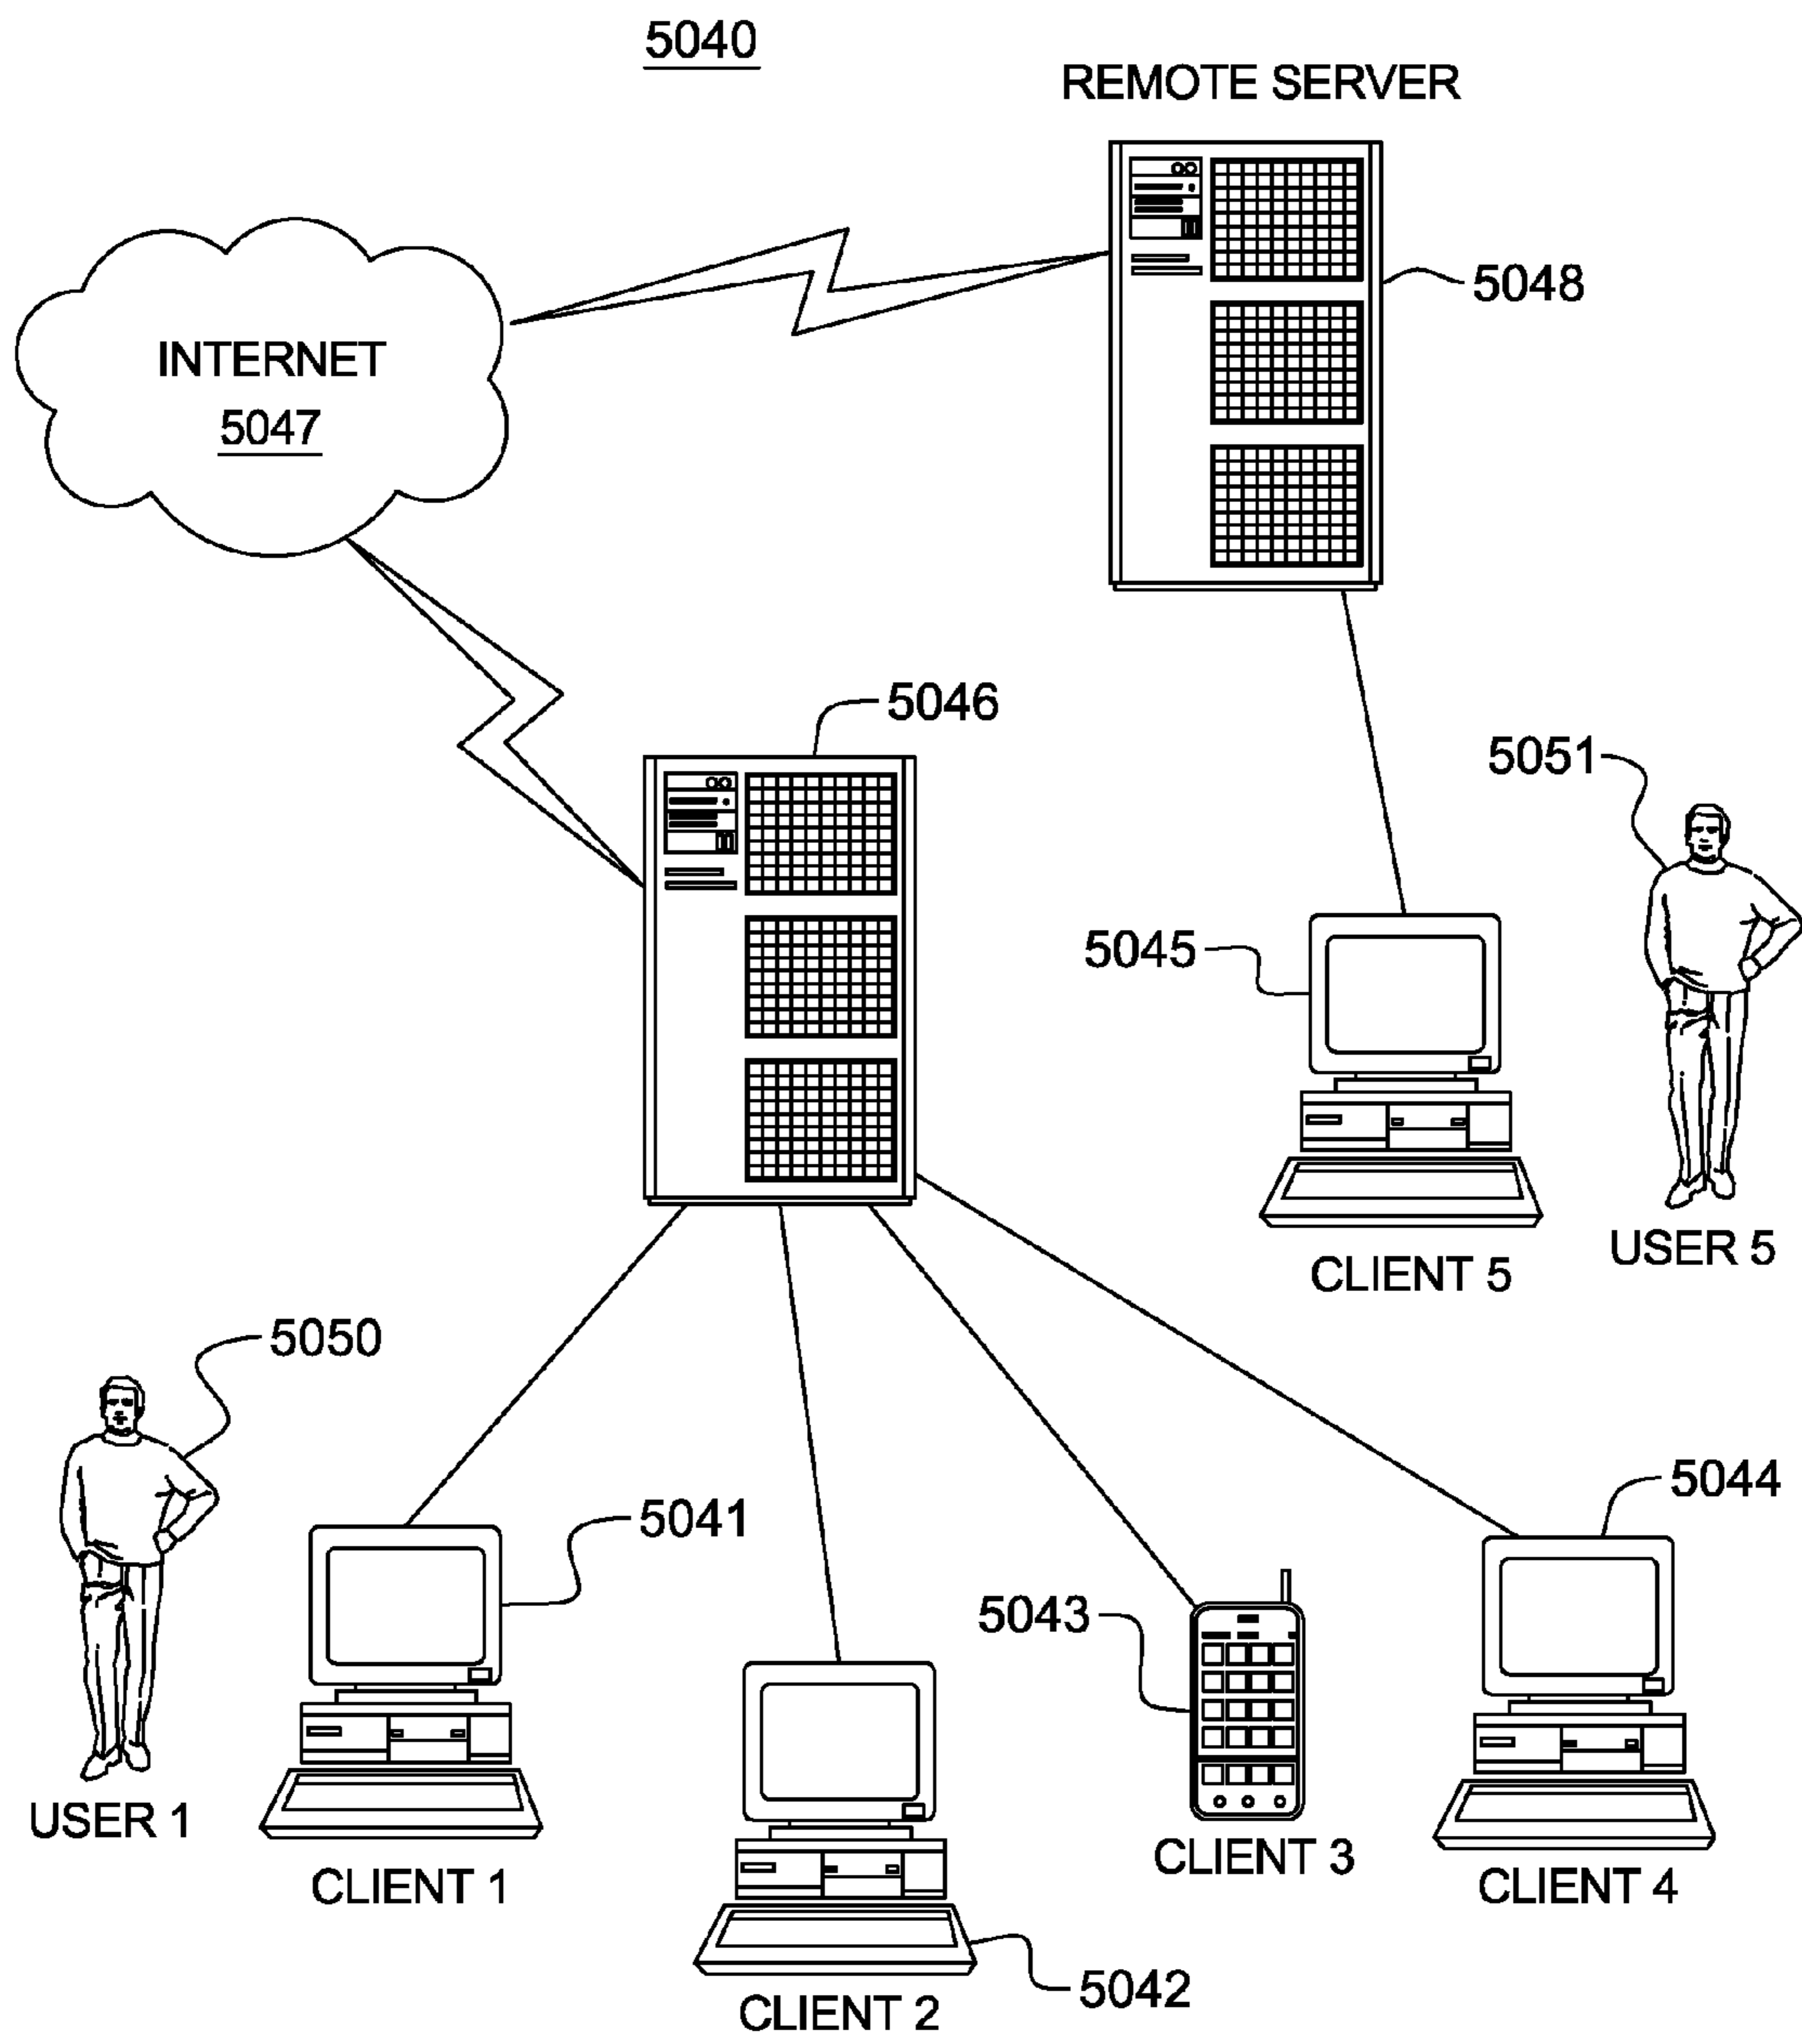 5040
REMOTE SERVER
5048
INTERNET
5047
5046
5051
5045
CLIENT 5
USER 5
5050
5041
5044
5043
USER 1
CLIENT 1
CLIENT 3
CLIENT 4
5042
CLIENT 2